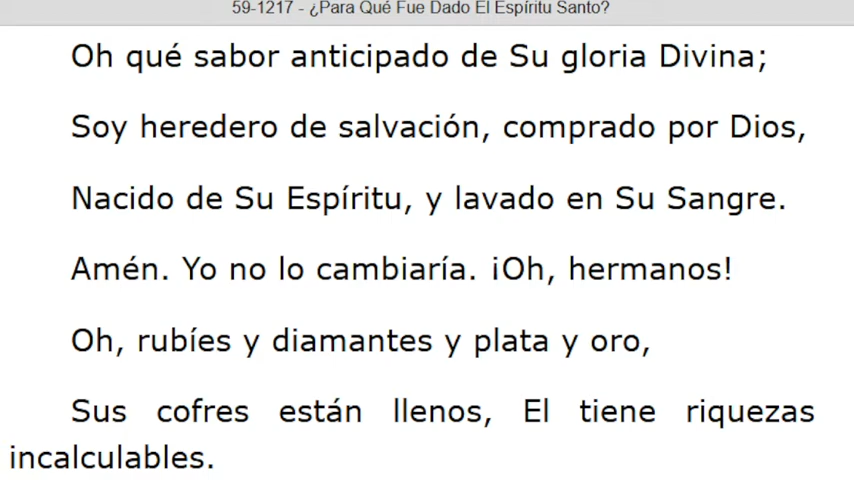 59-1217 - ¿Para Qué Fue Dado El Espíritu Santo?
Oh qué sabor anticipado de Su gloria Divina;
Soy heredero de salvación, comprado por Dios,
Nacido de Su Espíritu, y lavado en Su Sangre.
Amén. Yo no lo cambiaría. ¡Oh, hermanos!
Oh, rubíes y diamantes y plata y oro,
Sus cofres están llenos, El tiene riquezas
incalculables.